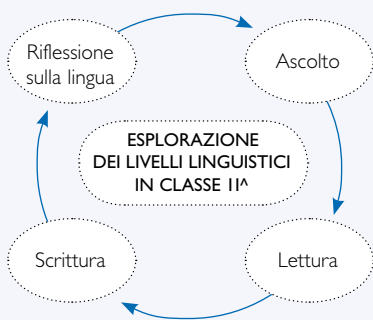 Riflessione
sulla lingua
Ascolto
ESPLORAZIONE
DEI LIVELLI LINGUISTICI
IN CLASSE II^
Scrittura
Lettura